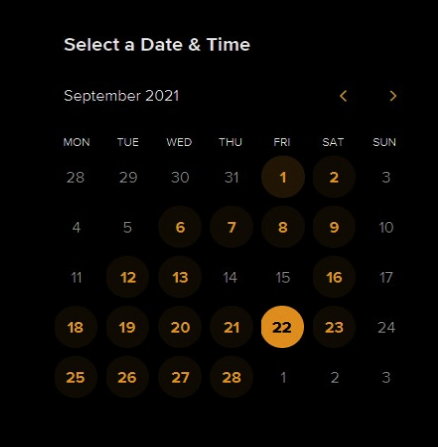 Select a Date & Time
September 2021 < >
MON TUE WED THU FRI SAT SUN
28 29 30 31 1 2 3
4 5 6 7 8 9 10
11 12 13 14 15 16 17
18 19 20 21 22 23 24
25 26 27 28 1 2 3